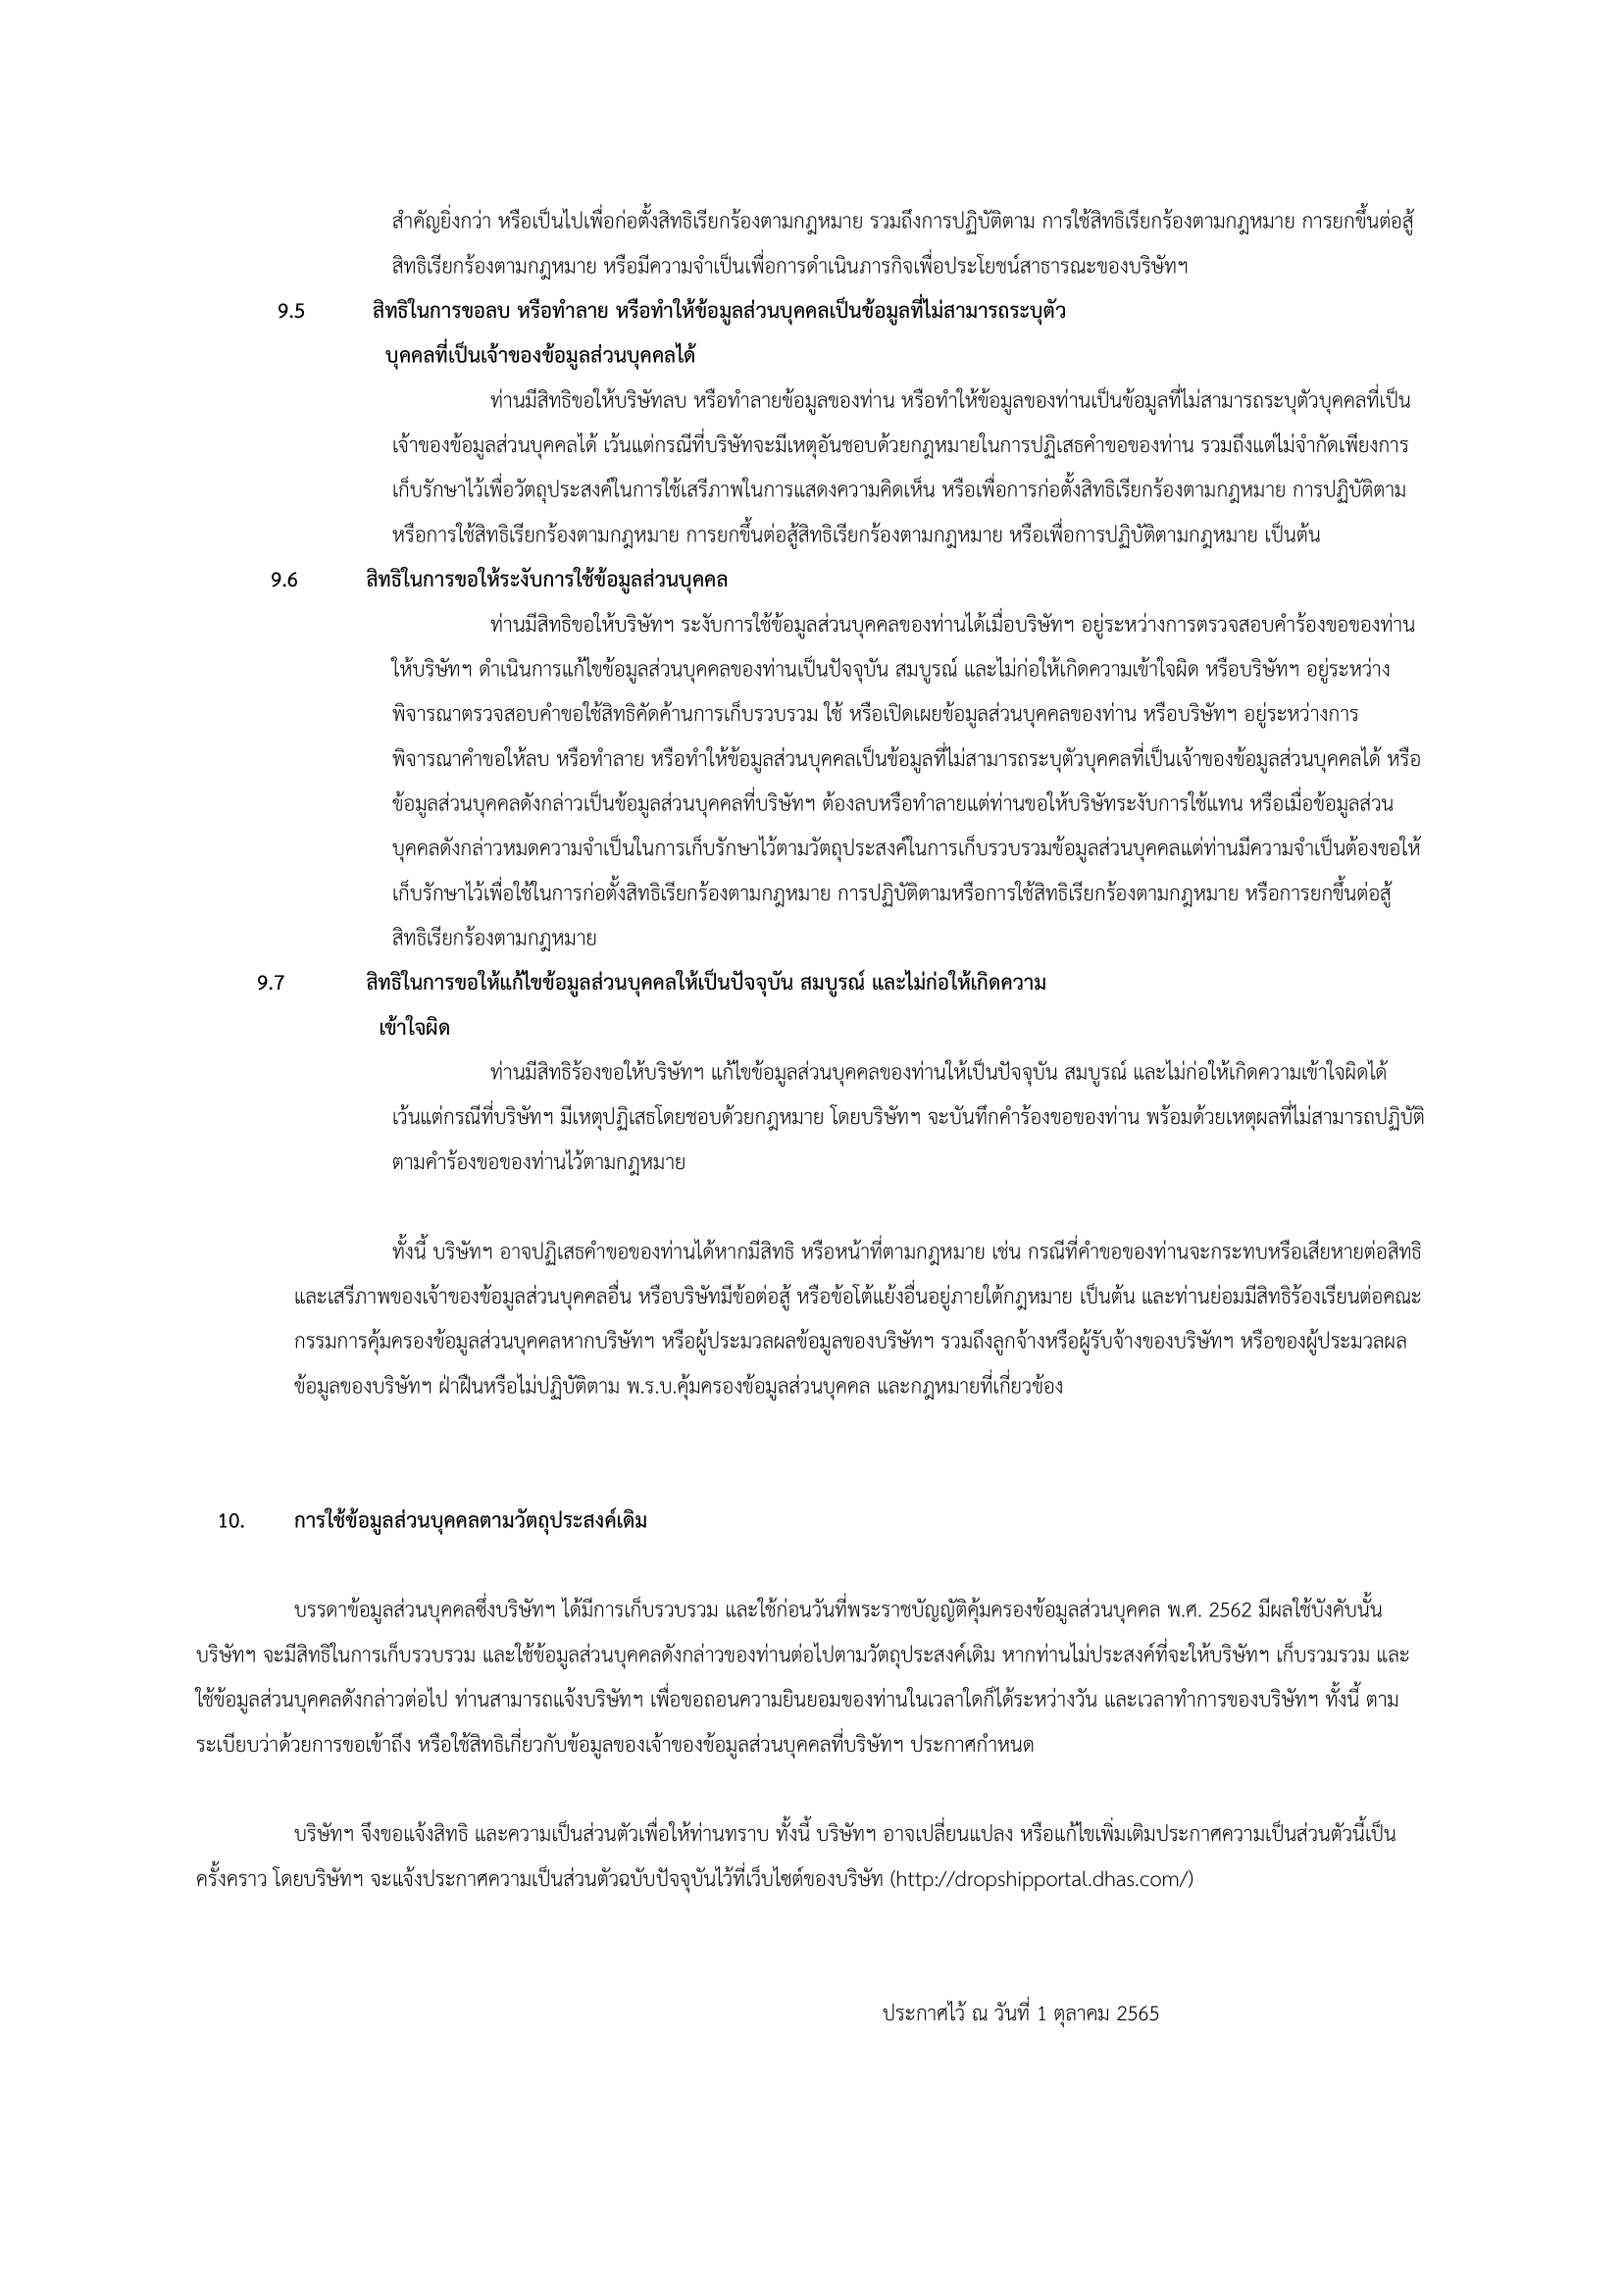 สำคัญยิ่งกว่า หรือเป็นไปเพื่อก่อตั้งสิทธิเรียกร้องตามกฎหมาย รวมถึงการปฏิบัติตาม การใช้สิทธิเรียกร้องตามกฎหมาย การยกขึ้นต่อสู้
สิทธิเรียกร้องตามกฎหมาย หรือมีความจำเป็นเพื่อการดำเนินภารกิจเพื่อประโยชน์สาธารณะของบริษัทฯ
9.5 สิทธิในการขอลบ หรือทำลาย หรือทำให้ข้อมูลส่วนบุคคลเป็นข้อมูลที่ไม่สามารถระบุตัว
บุคคลที่เป็นเจ้าของข้อมูลส่วนบุคคลได้
ท่านมีสิทธิขอให้บริษัทลบ หรือทำลายข้อมูลของท่าน หรือทำให้ข้อมูลของท่านเป็นข้อมูลที่ไม่สามารถระบุตัวบุคคลที่เป็น
เจ้าของข้อมูลส่วนบุคคลได้ เว้นแต่กรณีที่บริษัทจะมีเหตุอันชอบด้วยกฎหมายในการปฏิเสธคำขอของท่าน รวมถึงแต่ไม่จำกัดเพียงการ
เก็บรักษาไว้เพื่อวัตถุประสงค์ในการใช้เสรีภาพในการแสดงความคิดเห็น หรือเพื่อการก่อตั้งสิทธิเรียกร้องตามกฎหมาย การปฏิบัติตาม
หรือการใช้สิทธิเรียกร้องตามกฎหมาย การยกขึ้นต่อสู้สิทธิเรียกร้องตามกฎหมาย หรือเพื่อการปฏิบัติตามกฎหมาย เป็นต้น
9.6 สิทธิในการขอให้ระงับการใช้ข้อมูลส่วนบุคคล
ท่านมีสิทธิขอให้บริษัทฯ ระงับการใช้ข้อมูลส่วนบุคคลของท่านได้เมื่อบริษัทฯ อยู่ระหว่างการตรวจสอบคำร้องขอของท่าน
ให้บริษัทฯ ดำเนินการแก้ไขข้อมูลส่วนบุคคลของท่านเป็นปัจจุบัน สมบูรณ์ และไม่ก่อให้เกิดความเข้าใจผิด หรือบริษัทฯ อยู่ระหว่าง
พิจารณาตรวจสอบคำขอใช้สิทธิคัดค้านการเก็บรวบรวม ใช้ หรือเปิดเผยข้อมูลส่วนบุคคลของท่าน หรือบริษัทฯ อยู่ระหว่างการ
พิจารณาคำขอให้ลบ หรือทำลาย หรือทำให้ข้อมูลส่วนบุคคลเป็นข้อมูลที่ไม่สามารถระบุตัวบุคคลที่เป็นเจ้าของข้อมูลส่วนบุคคลได้ หรือ
ข้อมูลส่วนบุคคลดังกล่าวเป็นข้อมูลส่วนบุคคลที่บริษัทฯ ต้องลบหรือทำลายแต่ท่านขอให้บริษัทระงับการใช้แทน หรือเมื่อข้อมูลส่วน
บุคคลดังกล่าวหมดความจำเป็นในการเก็บรักษาไว้ตามวัตถุประสงค์ในการเก็บรวบรวมข้อมูลส่วนบุคคลแต่ท่านมีความจำเป็นต้องขอให้
เก็บรักษาไว้เพื่อใช้ในการก่อตั้งสิทธิเรียกร้องตามกฎหมาย การปฏิบัติตามหรือการใช้สิทธิเรียกร้องตามกฎหมาย หรือการยกขึ้นต่อสู้
สิทธิเรียกร้องตามกฎหมาย
9.7 สิทธิในการขอให้แก้ไขข้อมูลส่วนบุคคลให้เป็นปัจจุบัน สมบูรณ์ และไม่ก่อให้เกิดความ
เข้าใจผิด
ท่านมีสิทธิร้องขอให้บริษัทฯ แก้ไขข้อมูลส่วนบุคคลของท่านให้เป็นปัจจุบัน สมบูรณ์ และไม่ก่อให้เกิดความเข้าใจผิดได้
เว้นแต่กรณีที่บริษัทฯ มีเหตุปฏิเสธโดยชอบด้วยกฎหมาย โดยบริษัทฯ จะบันทึกคำร้องขอของท่าน พร้อมด้วยเหตุผลที่ไม่สามารถปฏิบัติ
ตามคำร้องขอของท่านไว้ตามกฎหมาย
ทั้งนี้ บริษัทฯ อาจปฏิเสธคำขอของท่านได้หากมีสิทธิ หรือหน้าที่ตามกฎหมาย เช่น กรณีที่คำขอของท่านจะกระทบหรือเสียหายต่อสิทธิ
และเสรีภาพของเจ้าของข้อมูลส่วนบุคคลอื่น หรือบริษัทมีข้อต่อสู้ หรือข้อโต้แย้งอื่นอยู่ภายใต้กฎหมาย เป็นต้น และท่านย่อมมีสิทธิร้องเรียนต่อคณะ
กรรมการคุ้มครองข้อมูลส่วนบุคคลหากบริษัทฯ หรือผู้ประมวลผลข้อมูลของบริษัทฯ รวมถึงลูกจ้างหรือผู้รับจ้างของบริษัทฯ หรือของผู้ประมวลผล
ข้อมูลของบริษัทฯ ฝ่าฝืนหรือไม่ปฏิบัติตาม พ.ร.บ.คุ้มครองข้อมูลส่วนบุคคล และกฎหมายที่เกี่ยวข้อง
10. การใช้ข้อมูลส่วนบุคคลตามวัตถุประสงค์เดิม
บรรดาข้อมูลส่วนบุคคลซึ่งบริษัทฯ ได้มีการเก็บรวบรวม และใช้ก่อนวันที่พระราชบัญญัติคุ้มครองข้อมูลส่วนบุคคล พ.ศ. 2562 มีผลใช้บังคับนั้น
บริษัทฯ จะมีสิทธิในการเก็บรวบรวม และใช้ข้อมูลส่วนบุคคลดังกล่าวของท่านต่อไปตามวัตถุประสงค์เดิม หากท่านไม่ประสงค์ที่จะให้บริษัทฯ เก็บรวมรวม และ
ใช้ข้อมูลส่วนบุคคลดังกล่าวต่อไป ท่านสามารถแจ้งบริษัทฯ เพื่อขอถอนความยินยอมของท่านในเวลาใดก็ได้ระหว่างวัน และเวลาทำการของบริษัทฯ ทั้งนี้ ตาม
ระเบียบว่าด้วยการขอเข้าถึง หรือใช้สิทธิเกี่ยวกับข้อมูลของเจ้าของข้อมูลส่วนบุคคลที่บริษัทฯ ประกาศกำหนด
บริษัทฯ จึงขอแจ้งสิทธิ และความเป็นส่วนตัวเพื่อให้ท่านทราบ ทั้งนี้ บริษัทฯ อาจเปลี่ยนแปลง หรือแก้ไขเพิ่มเติมประกาศความเป็นส่วนตัวนี้เป็น
ครั้งคราว โดยบริษัทฯ จะแจ้งประกาศความเป็นส่วนตัวฉบับปัจจุบันไว้ที่เว็บไซต์ของบริษัท (http://dropshipportal.dhas.com/)
ประกาศไว้ ณ วันที่ 1 ตุลาคม 2565